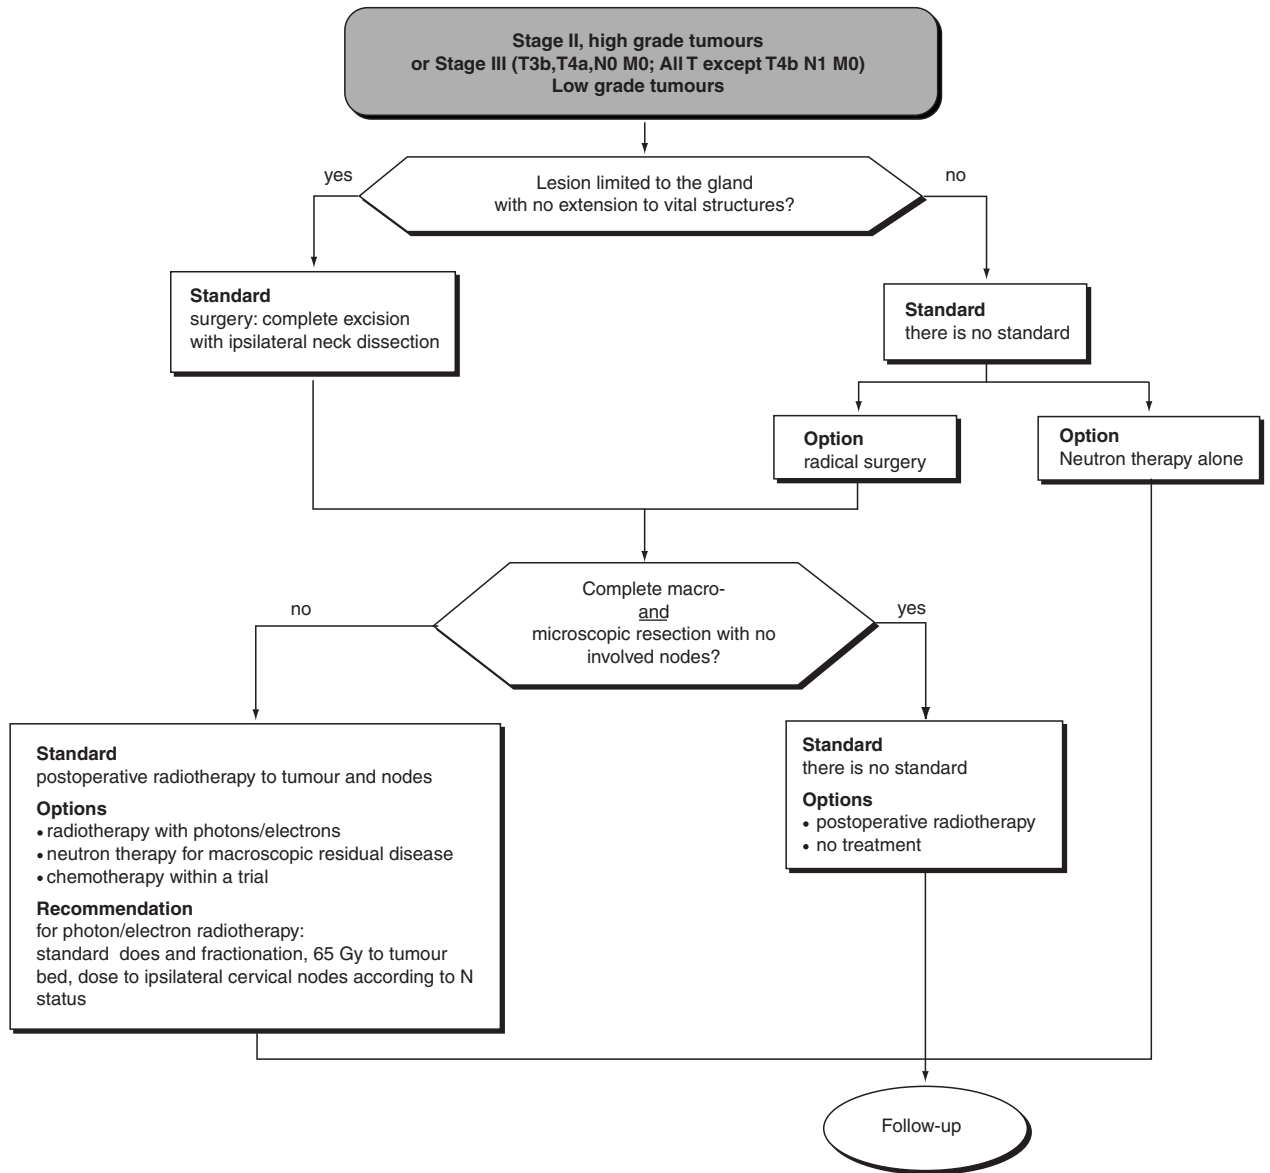 Stage II, high grade tumours
or Stage III (T3b,T4a,N0 M0; All T except T4b N1 M0)
Low grade tumours
yes
Lesion limited to the gland
with no extension to vital structures?
no
Standard
surgery: complete excision
with ipsilateral neck dissection
Standard
there is no standard
Option
radical surgery
Option
Neutron therapy alone
no
Complete macro-
and
microscopic resection with no
involved nodes?
yes
Standard
postoperative radiotherapy to tumour and nodes
Options
• radiotherapy with photons/electrons
• neutron therapy for macroscopic residual disease
• chemotherapy within a trial
Recommendation
for photon/electron radiotherapy:
standard does and fractionation, 65 Gy to tumour
bed, dose to ipsilateral cervical nodes according to N
status
Standard
there is no standard
Options
• postoperative radiotherapy
• no treatment
Follow-up